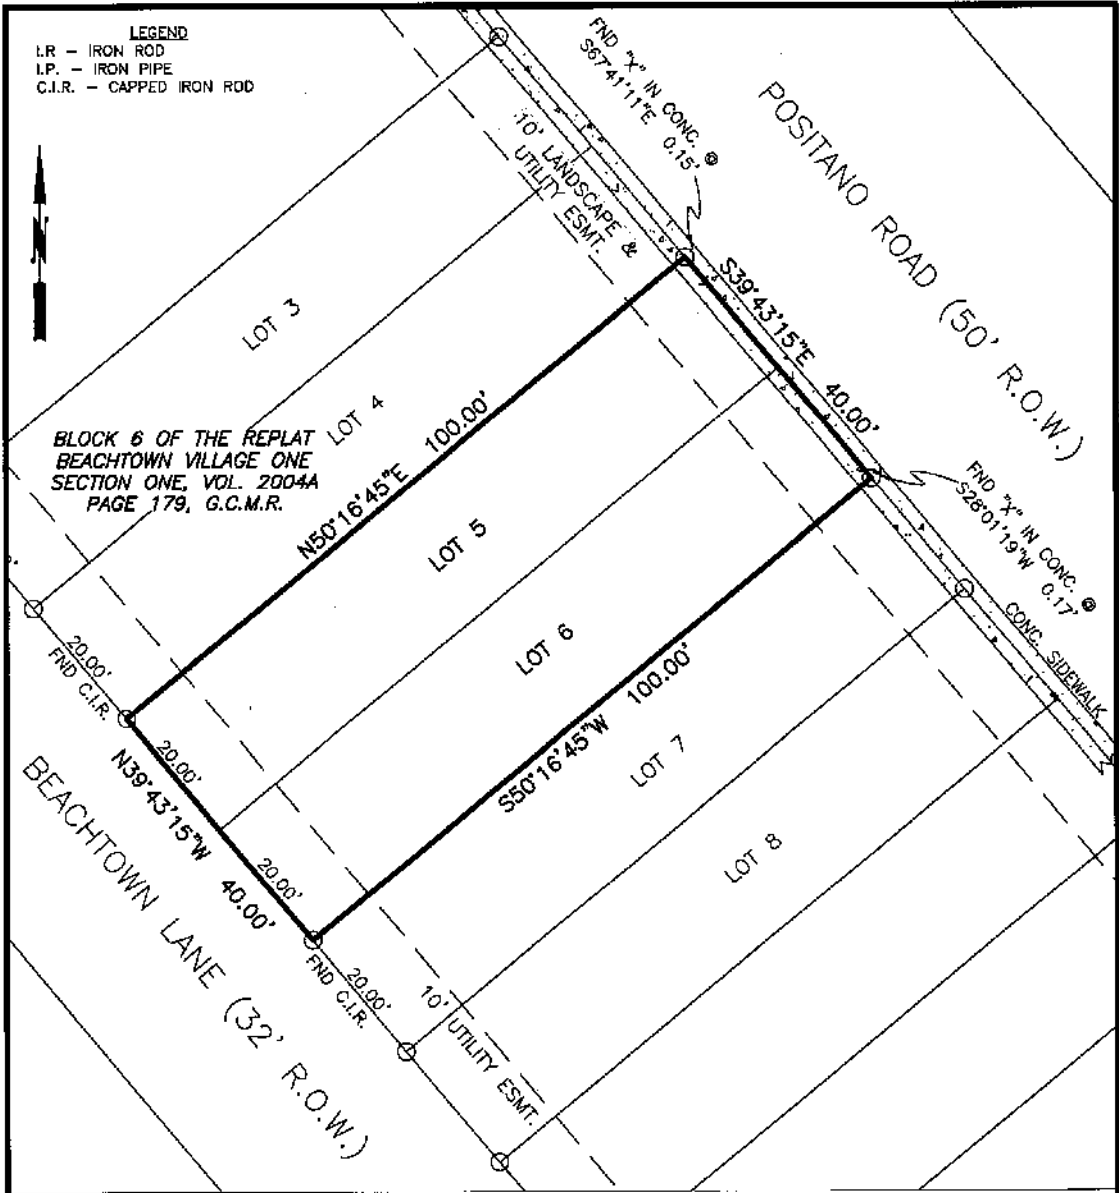 LEGEND
I.R - IRON ROD
I.P. - IRON PIPE
C.I.R. - CAPPED IRON ROD
N
FND "X" IN CONC. @
S67°41'11"E 0.15'
POSITANO ROAD (50' R.O.W.)
10' LANDSCAPE &
UTILITY ESMT.
S39°43'15"E 40.00'
LOT 3
LOT 4
BLOCK 6 OF THE REPLAT
BEACHTOWN VILLAGE ONE
SECTION ONE, VOL. 2004A
PAGE 179, G.C.M.R.
N50°16'45"E 100.00'
LOT 5
FND "X" IN CONC. @
S28°01'19"W 0.17'
CONC. SIDEWALK
LOT 6
S50°16'45"W 100.00'
LOT 7
LOT 8
20.00'
FND C.I.R.
20.00'
N39°43'15"W 40.00'
20.00'
FND C.I.R.
20.00'
BEACHTOWN LANE (32' R.O.W.)
10' UTILITY ESMT.